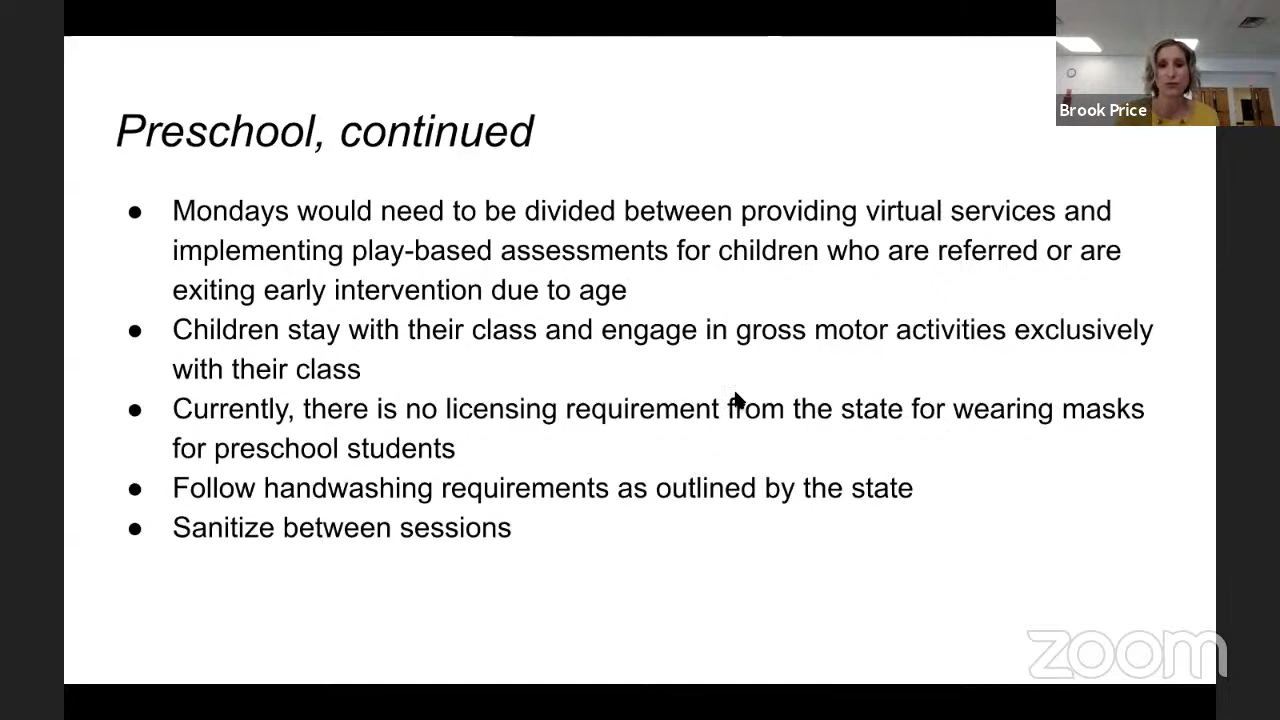 Brook Price
Preschool, continued
● Mondays would need to be divided between providing virtual services and
implementing play-based assessments for children who are referred or are
exiting early intervention due to age
● Children stay with their class and engage in gross motor activities exclusively
with their class
● Currently, there is no licensing requirement from the state for wearing masks
for preschool students
● Follow handwashing requirements as outlined by the state
● Sanitize between sessions
zoom